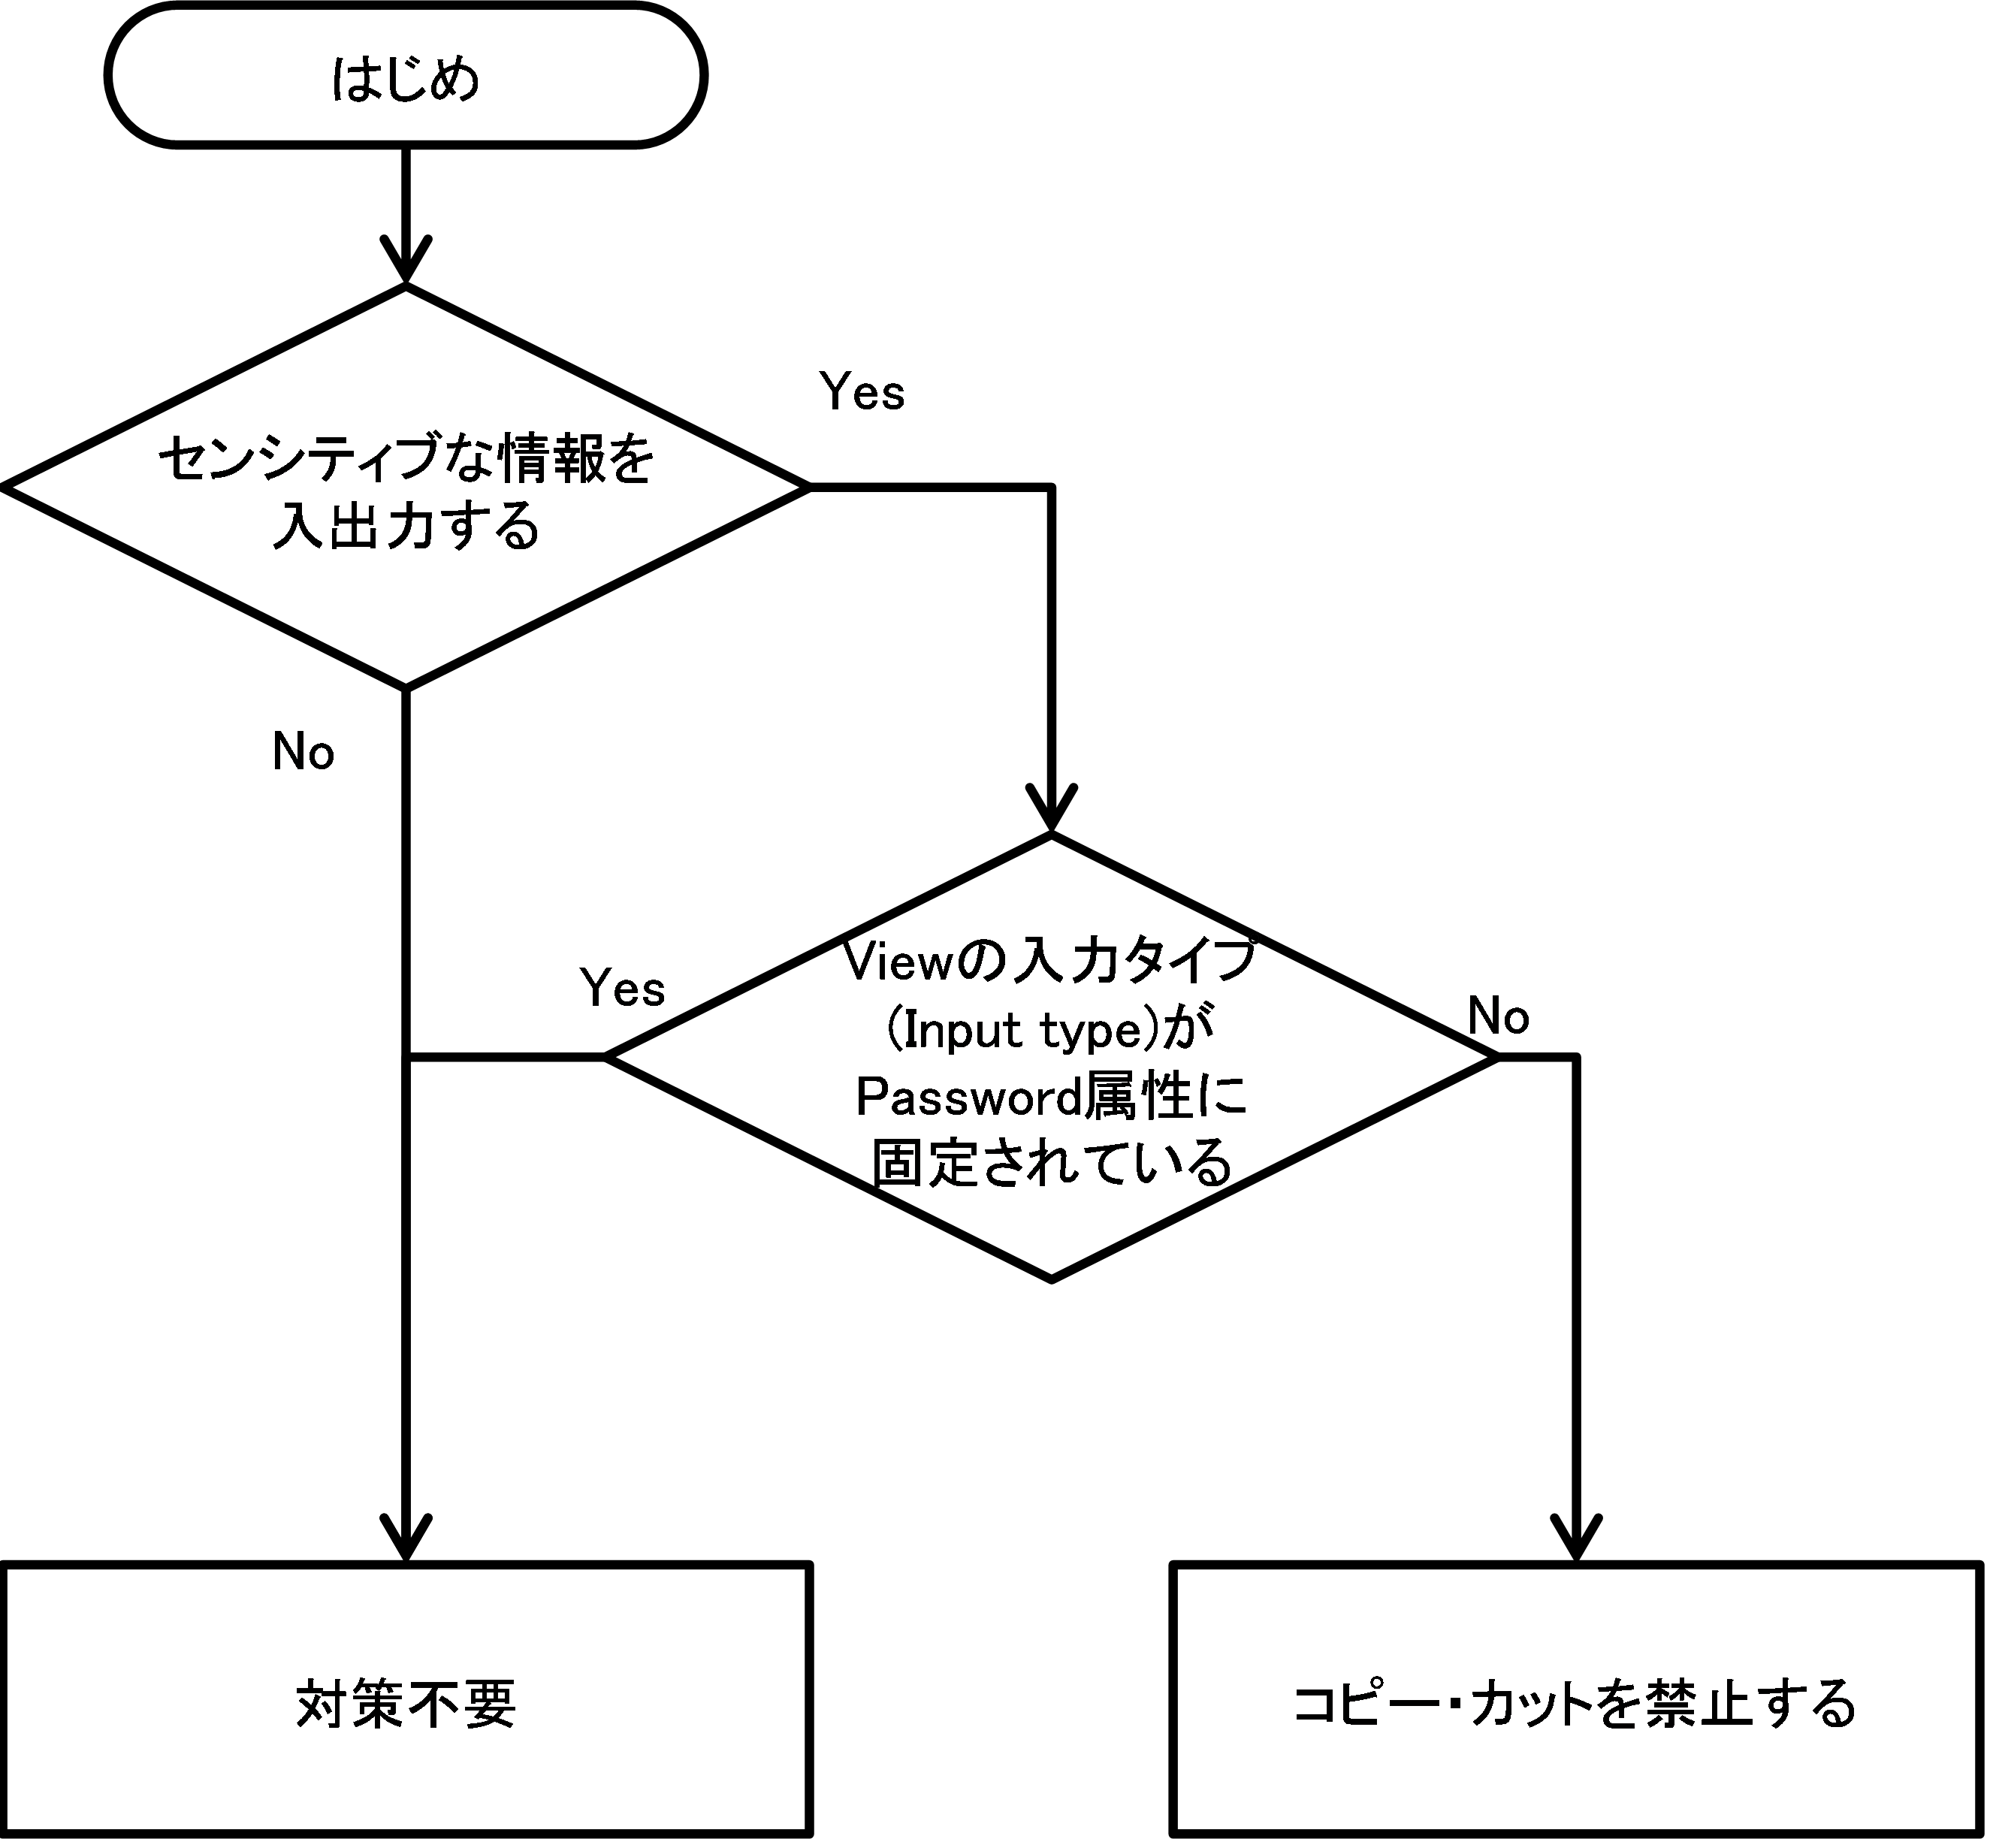 はじめ
Yes
センシティブな情報を
入出力する
No
Viewの入力タイプ
(Input type)が
Password属性に
固定されている
Yes
No
対策不要
コピー・カットを禁止する